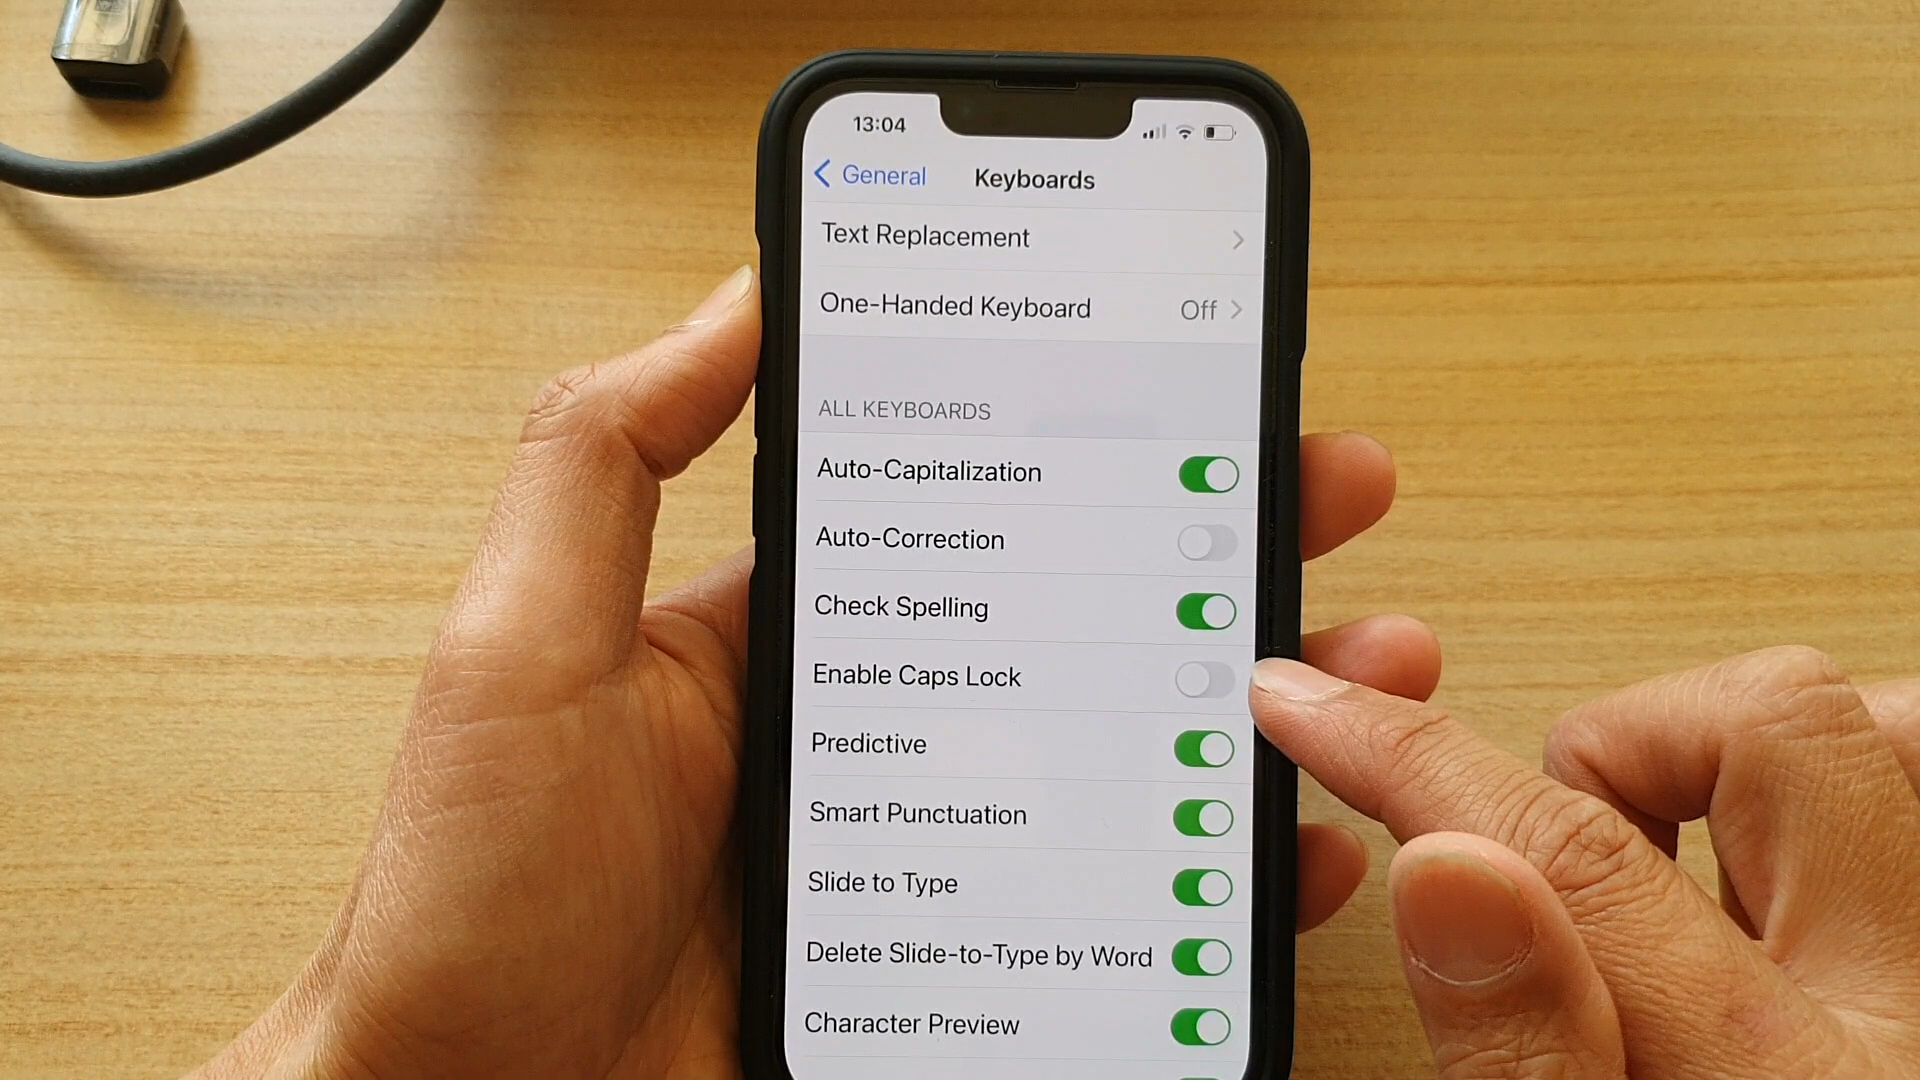 13:04
General
Keyboards
Text Replacement
One-Handed Keyboard Off
ALL KEYBOARDS
Auto-Capitalization
Auto-Correction
Check Spelling
Enable Caps Lock
Predictive
Smart Punctuation
Slide to Type
Delete Slide-to-Type by Word
Character Preview